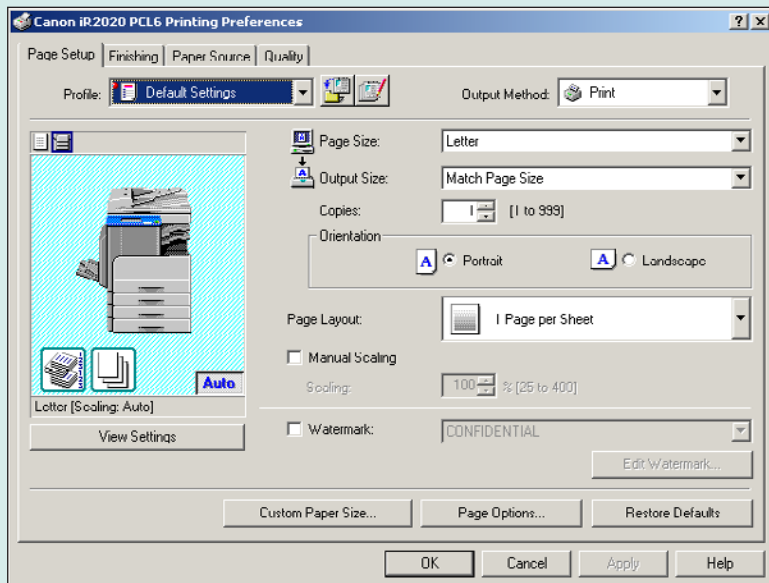 Canon iR2020 PCL6 Printing Preferences
Page Setup Finishing Paper Source Quality
Profile: Default Settings Output Method: Print
Page Size: Letter
Output Size: Match Page Size
Copies: 1 [1 to 999]
Orientation
A Portrait A Landscape
Page Layout: 1 Page per Sheet
Manual Scaling
Scaling: 100 % [25 to 400]
Auto
Letter [Scaling: Auto]
View Settings
Watermark: CONFIDENTIAL
Edit Watermark...
Custom Paper Size... Page Options... Restore Defaults
OK Cancel Apply Help